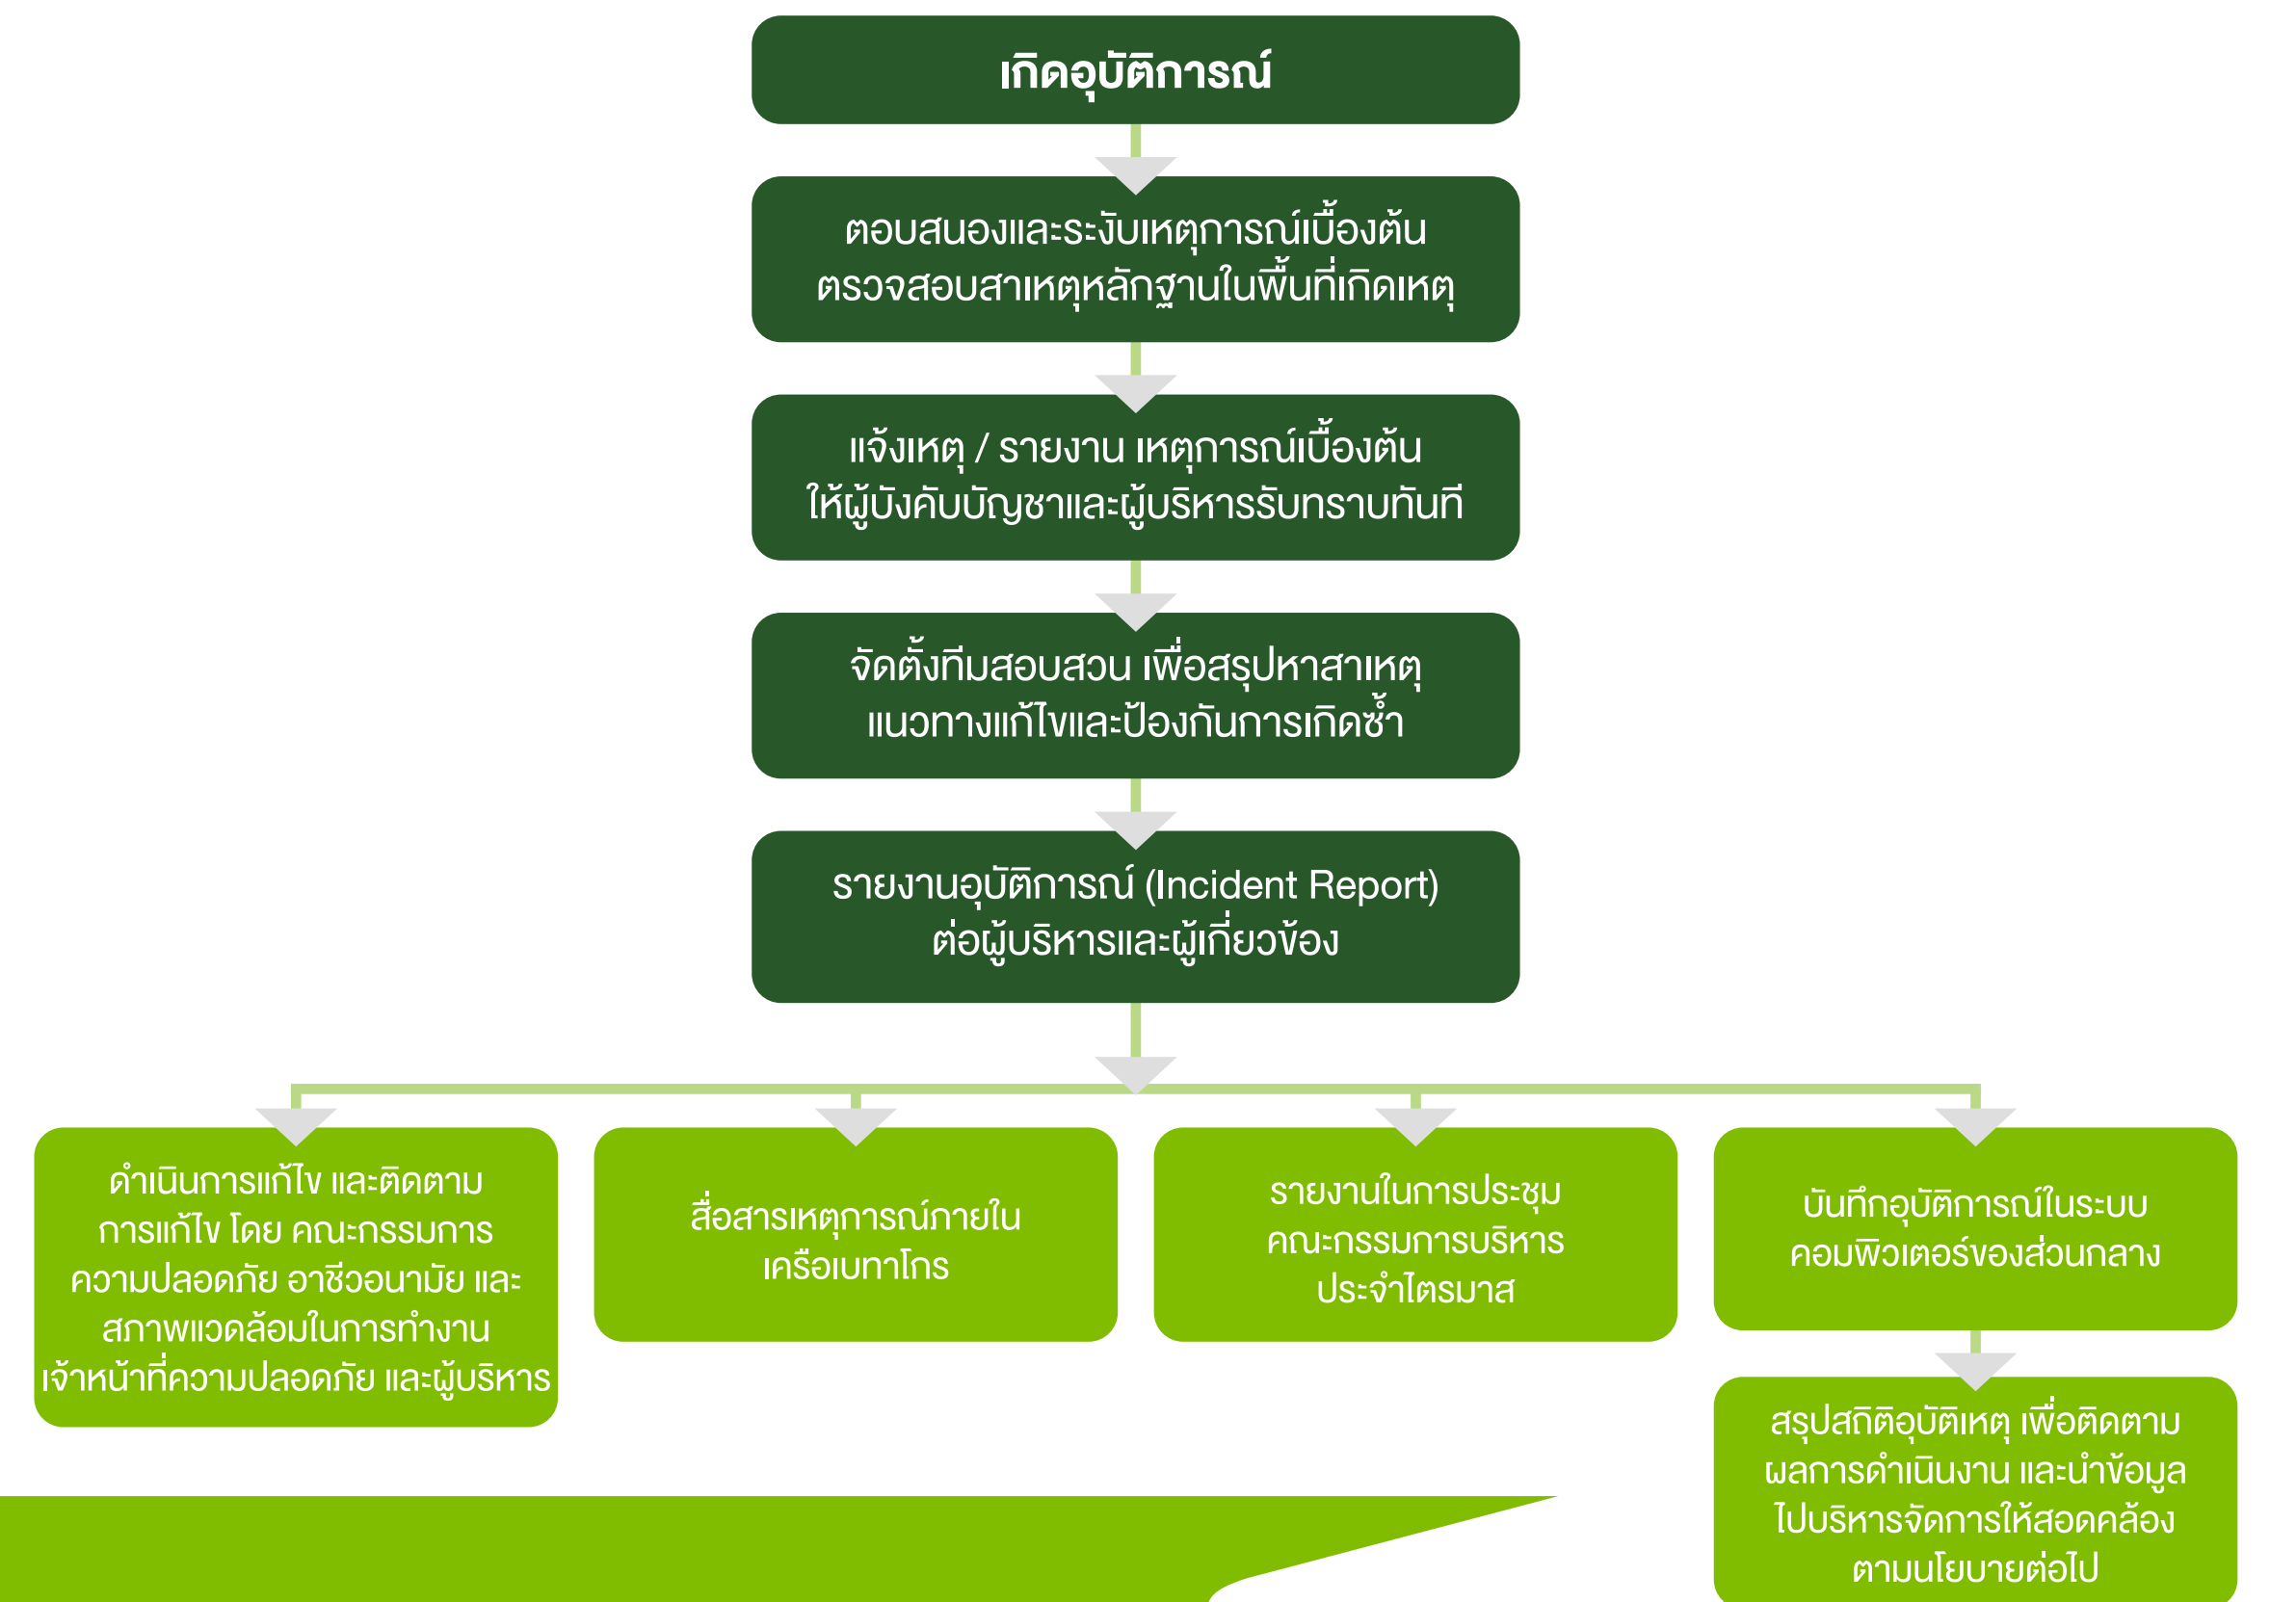 เกิดอุบัติการณ์
ตอบสนองและระงับเหตุการณ์เบื้องต้น
ตรวจสอบสาเหตุหลักฐานในพื้นที่เกิดเหตุ
แจ้งเหตุ / รายงาน เหตุการณ์เบื้องต้น
ให้ผู้บังคับบัญชาและผู้บริหารรับทราบทันที
จัดตั้งทีมสอบสวน เพื่อสรุปหาสาเหตุ
แนวทางแก้ไขและป้องกันการเกิดซ้ำ
รายงานอุบัติการณ์ (Incident Report)
ต่อผู้บริหารและผู้เกี่ยวข้อง
ดำเนินการแก้ไข และติดตาม
การแก้ไข โดย คณะกรรมการ
ความปลอดภัย อาชีวอนามัย และ
สภาพแวดล้อมในการทำงาน
เจ้าหน้าที่ความปลอดภัย และผู้บริหาร
สื่อสารเหตุการณ์ภายใน
เครือเบทาโกร
รายงานในการประชุม
คณะกรรมการบริหาร
ประจำไตรมาส
บันทึกอุบัติการณ์ในระบบ
คอมพิวเตอร์ของส่วนกลาง
สรุปสถิติอุบัติเหตุ เพื่อติดตาม
ผลการดำเนินงาน และนำข้อมูล
ไปบริหารจัดการให้สอดคล้อง
ตามนโยบายต่อไป